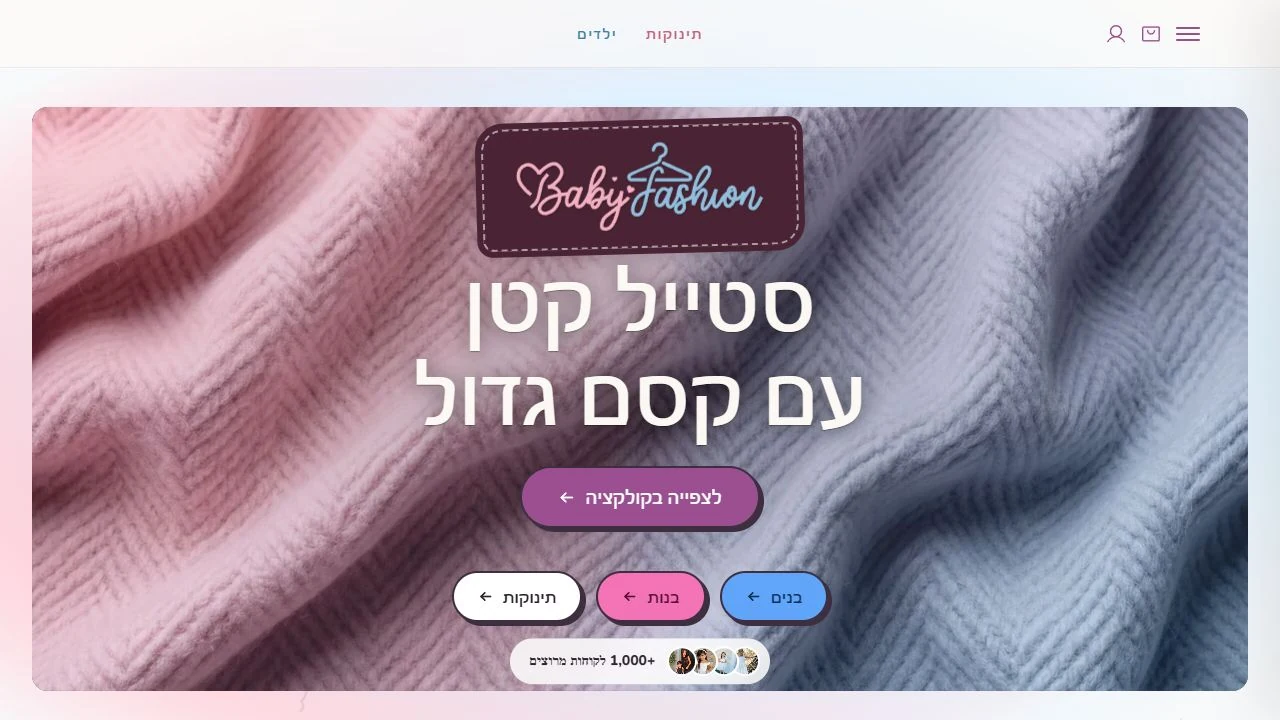 תינוקות
ילדים
Baby Fashion
סטייל קטן
עם קסם גדול
לצפייה בקולקציה ←
בנים ←
בנות ←
תינוקות ←
+1,000 לקוחות מרוצים